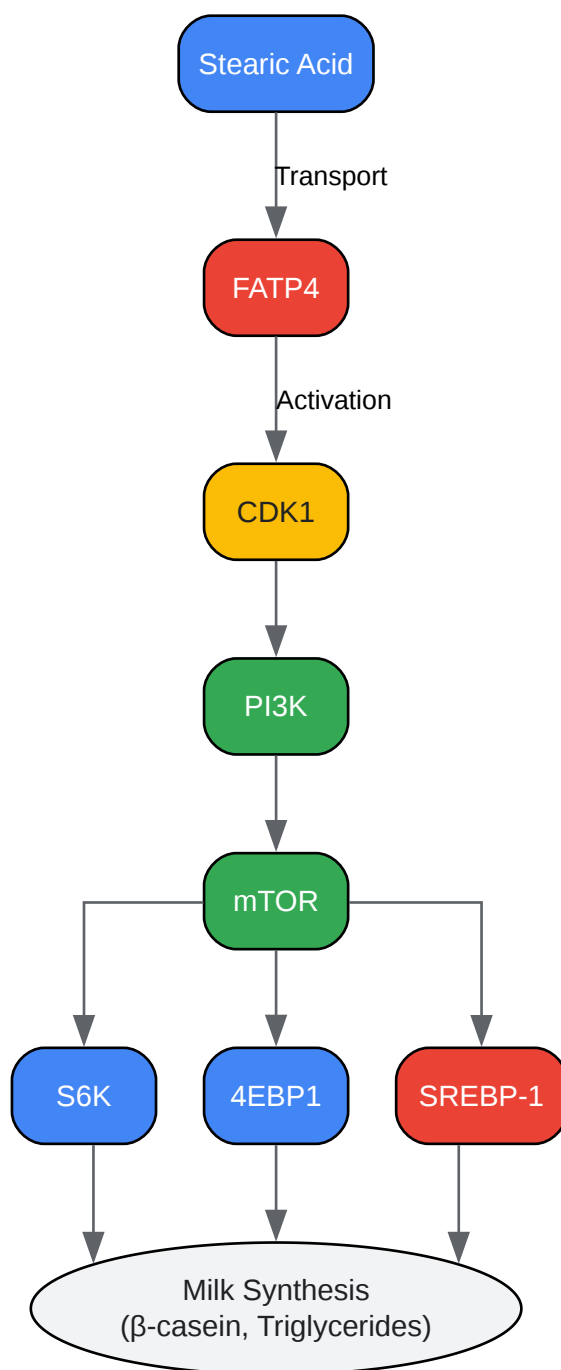 Stearic Acid
Transport
FATP4
Activation
CDK1
PI3K
mTOR
S6K
4EBP1
SREBP-1
Milk Synthesis
(β-casein, Triglycerides)